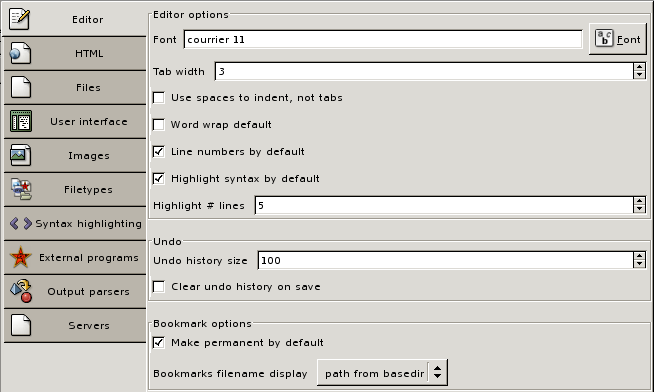 Editor
HTML
Files
User interface
Images
Filetypes
Syntax highlighting
External programs
Output parsers
Servers
Editor options
Font courrier 11 Font
Tab width 3
Use spaces to indent, not tabs
Word wrap default
Line numbers by default
Highlight syntax by default
Highlight # lines 5
Undo
Undo history size 100
Clear undo history on save
Bookmark options
Make permanent by default
Bookmarks filename display path from basedir